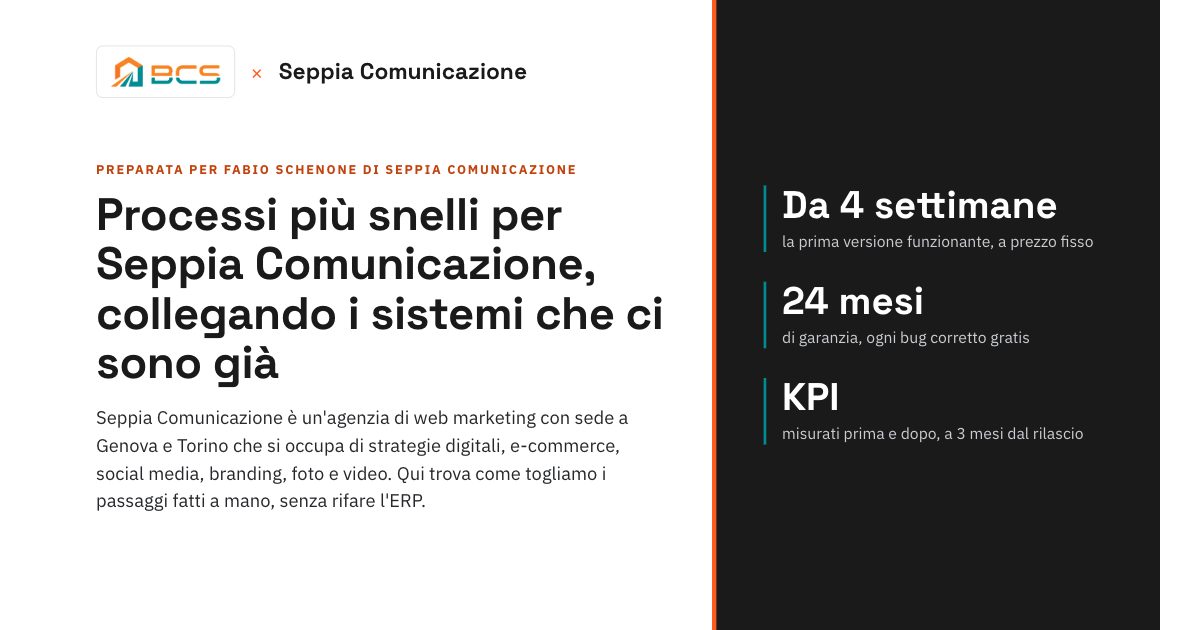 BCS × Seppia Comunicazione
PREPARATA PER FABIO SCHENONE DI SEPPIA COMUNICAZIONE
Processi più snelli per
Seppia Comunicazione,
collegando i sistemi che ci
sono già
Seppia Comunicazione è un'agenzia di web marketing con sede a
Genova e Torino che si occupa di strategie digitali, e-commerce,
social media, branding, foto e video. Qui trova come togliamo i
passaggi fatti a mano, senza rifare l'ERP.
Da 4 settimane
la prima versione funzionante, a prezzo fisso
24 mesi
di garanzia, ogni bug corretto gratis
KPI
misurati prima e dopo, a 3 mesi dal rilascio